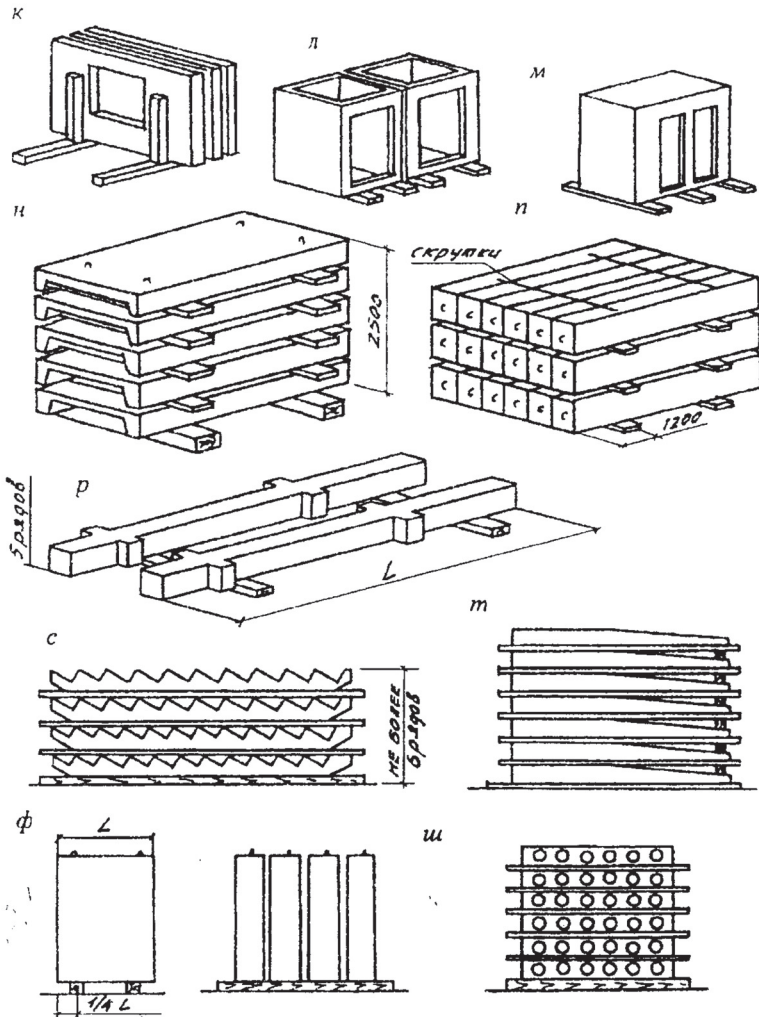 к
л
м
н
п
скрутки
2500
1200
р
5 рядов
L
с
т
не более
6 рядов
ф
L
ш
1/4 L